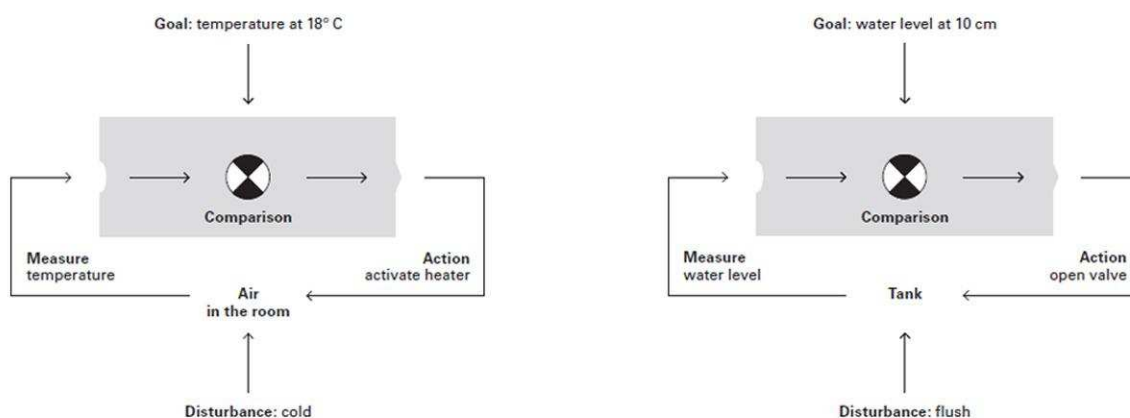 Goal: temperature at 18° C
Comparison
Measure
temperature
Action
activate heater
Air
in the room
Disturbance: cold
Goal: water level at 10 cm
Comparison
Measure
water level
Action
open valve
Tank
Disturbance: flush